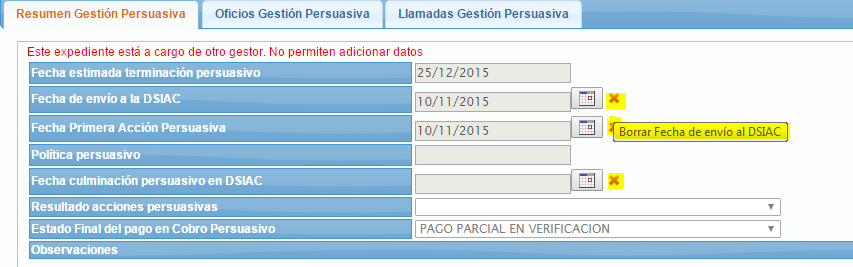 Resumen Gestión Persuasiva Oficios Gestión Persuasiva Llamadas Gestión Persuasiva
Este expediente está a cargo de otro gestor. No permiten adicionar datos
Fecha estimada terminación persuasivo 25/12/2015
Fecha de envío a la DSIAC 10/11/2015
Fecha Primera Acción Persuasiva 10/11/2015
Borrar Fecha de envío al DSIAC
Política persuasivo
Fecha culminación persuasivo en DSIAC
Resultado acciones persuasivas
Estado Final del pago en Cobro Persuasivo PAGO PARCIAL EN VERIFICACION
Observaciones